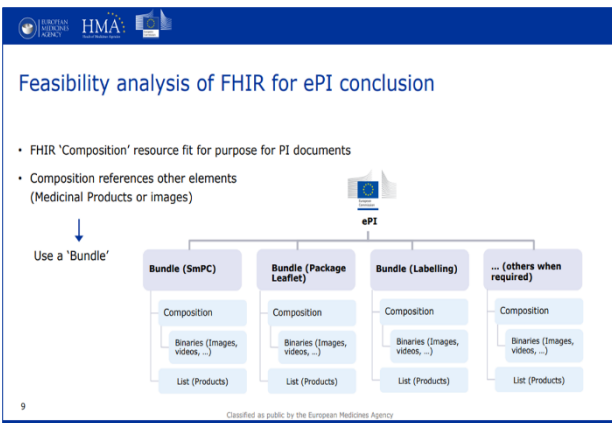 EUROPEAN
MEDICINES
AGENCY
HMA
Feasibility analysis of FHIR for ePI conclusion
• FHIR ‘Composition’ resource fit for purpose for PI documents
• Composition references other elements
(Medicinal Products or images)
ePI
Use a ‘Bundle’
Bundle (SmPC)
Bundle (Package
Leaflet)
Bundle (Labelling)
... (others when
required)
Composition
Composition
Composition
Composition
Binaries (Images,
videos, ...)
Binaries (Images,
videos, ...)
Binaries (Images,
videos, ...)
Binaries (Images,
videos, ...)
List (Products)
List (Products)
List (Products)
List (Products)
9
Classified as public by the European Medicines Agency